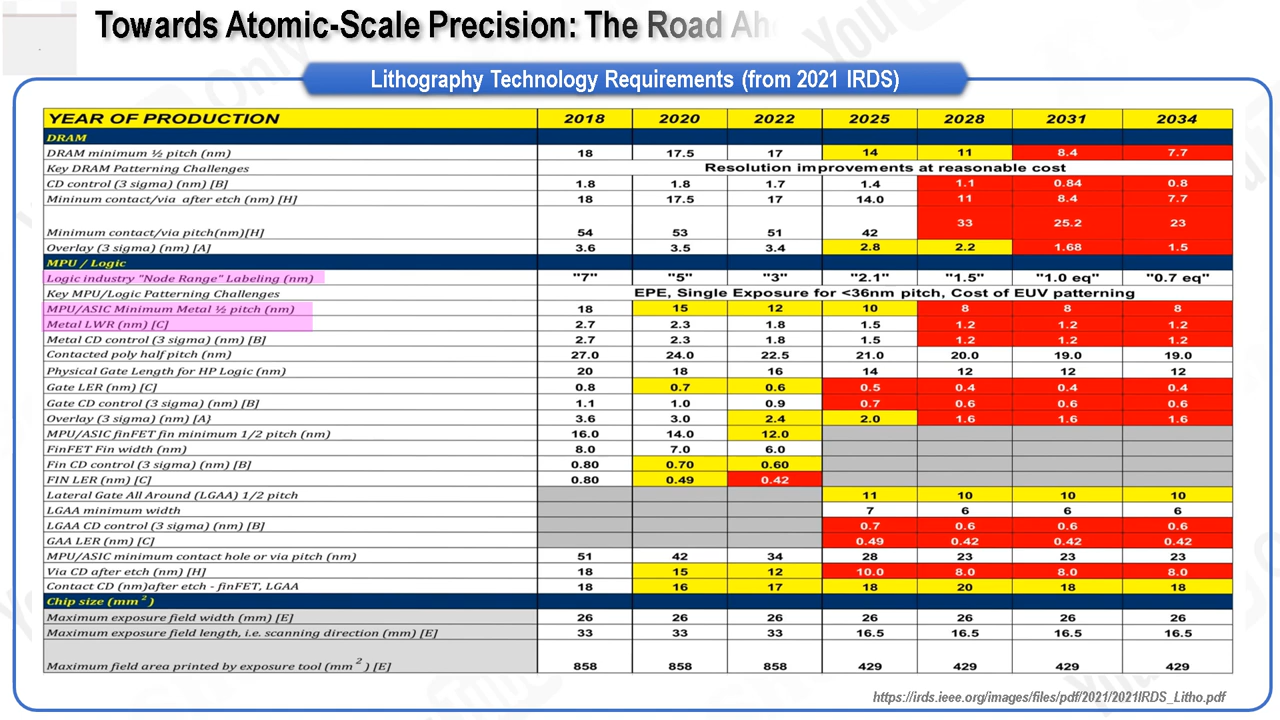 Towards Atomic-Scale Precision: The Road Ah
Lithography Technology Requirements (from 2021 IRDS)
YEAR OF PRODUCTION 2018 2020 2022 2025 2028 2031 2034
DRAM
DRAM minimum ½ pitch (nm) 18 17.5 17 14 11 8.4 7.7
Key DRAM Patterning Challenges Resolution improvements at reasonable cost
CD control (3 sigma) (nm) [B] 1.8 1.8 1.7 1.4 1.1 0.84 0.8
Mininum contact/via after etch (nm) [H] 18 17.5 17 14.0 11 8.4 7.7
Minimum contact/via pitch(nm)[H] 54 53 51 42 33 25.2 23
Overlay (3 sigma) (nm) [A] 3.6 3.5 3.4 2.8 2.2 1.68 1.5
MPU / Logic
Logic industry "Node Range" Labeling (nm) "7" "5" "3" "2.1" "1.5" "1.0 eq" "0.7 eq"
Key MPU/Logic Patterning Challenges EPE, Single Exposure for <36nm pitch, Cost of EUV patterning
MPU/ASIC Minimum Metal ½ pitch (nm) 18 15 12 10 8 8 8
Metal LWR (nm) [C] 2.7 2.3 1.8 1.5 1.2 1.2 1.2
Metal CD control (3 sigma) (nm) [B] 2.7 2.3 1.8 1.5 1.2 1.2 1.2
Contacted poly half pitch (nm) 27.0 24.0 22.5 21.0 20.0 19.0 19.0
Physical Gate Length for HP Logic (nm) 20 18 16 14 12 12 12
Gate LER (nm) [C] 0.8 0.7 0.6 0.5 0.4 0.4 0.4
Gate CD control (3 sigma) (nm) [B] 1.1 1.0 0.9 0.7 0.6 0.6 0.6
Overlay (3 sigma) (nm) [A] 3.6 3.0 2.4 2.0 1.6 1.6 1.6
MPU/ASIC finFET fin minimum 1/2 pitch (nm) 16.0 14.0 12.0
FinFET Fin width (nm) 8.0 7.0 6.0
Fin CD control (3 sigma) (nm) [B] 0.80 0.70 0.60
FIN LER (nm) [C] 0.80 0.49 0.42
Lateral Gate All Around (LGAA) 1/2 pitch 11 10 10 10
LGAA minimum width 7 6 6 6
LGAA CD control (3 sigma) (nm) [B] 0.7 0.6 0.6 0.6
GAA LER (nm) [C] 0.49 0.42 0.42 0.42
MPU/ASIC minimum contact hole or via pitch (nm) 51 42 34 28 23 23 23
Via CD after etch (nm) [H] 18 15 12 10.0 8.0 8.0 8.0
Contact CD (nm)after etch - finFET, LGAA 18 16 17 18 20 18 18
Chip size (mm²)
Maximum exposure field width (mm) [E] 26 26 26 26 26 26 26
Maximum exposure field length, i.e. scanning direction (mm) [E] 33 33 33 16.5 16.5 16.5 16.5
Maximum field area printed by exposure tool (mm²) [E] 858 858 858 429 429 429 429
https://irds.ieee.org/images/files/pdf/2021/2021IRDS_Litho.pdf